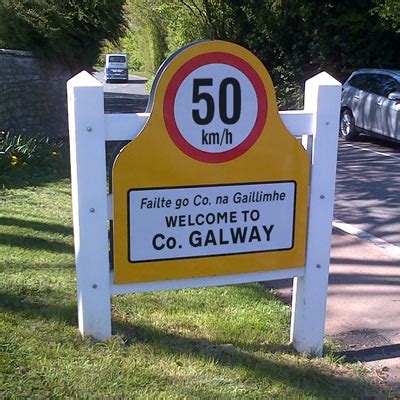 50
km/h
Failte go Co. na Gaillimhe
WELCOME TO
Co. GALWAY